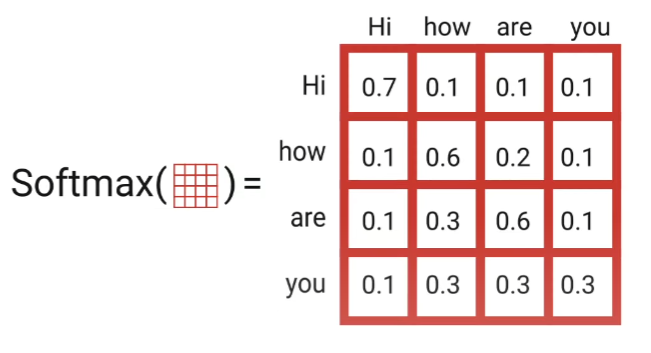 Hi how are you
Hi 0.7 0.1 0.1 0.1
how 0.1 0.6 0.2 0.1
Softmax( ) =
are 0.1 0.3 0.6 0.1
you 0.1 0.3 0.3 0.3